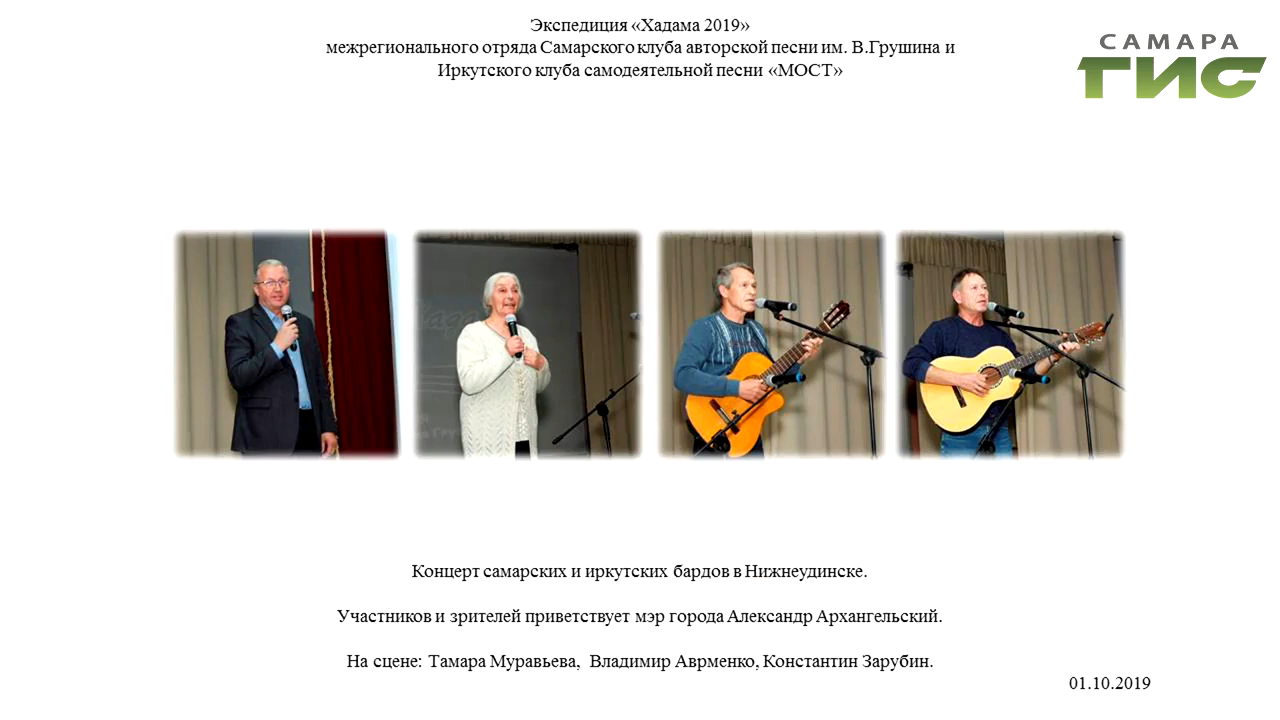 Экспедиция «Хадама 2019»
межрегионального отряда Самарского клуба авторской песни им. В.Грушина и
Иркутского клуба самодеятельной песни «МОСТ»
САМАРА
ГИС
Концерт самарских и иркутских бардов в Нижнеудинске.
Участников и зрителей приветствует мэр города Александр Архангельский.
На сцене: Тамара Муравьева, Владимир Аврменко, Константин Зарубин.
01.10.2019